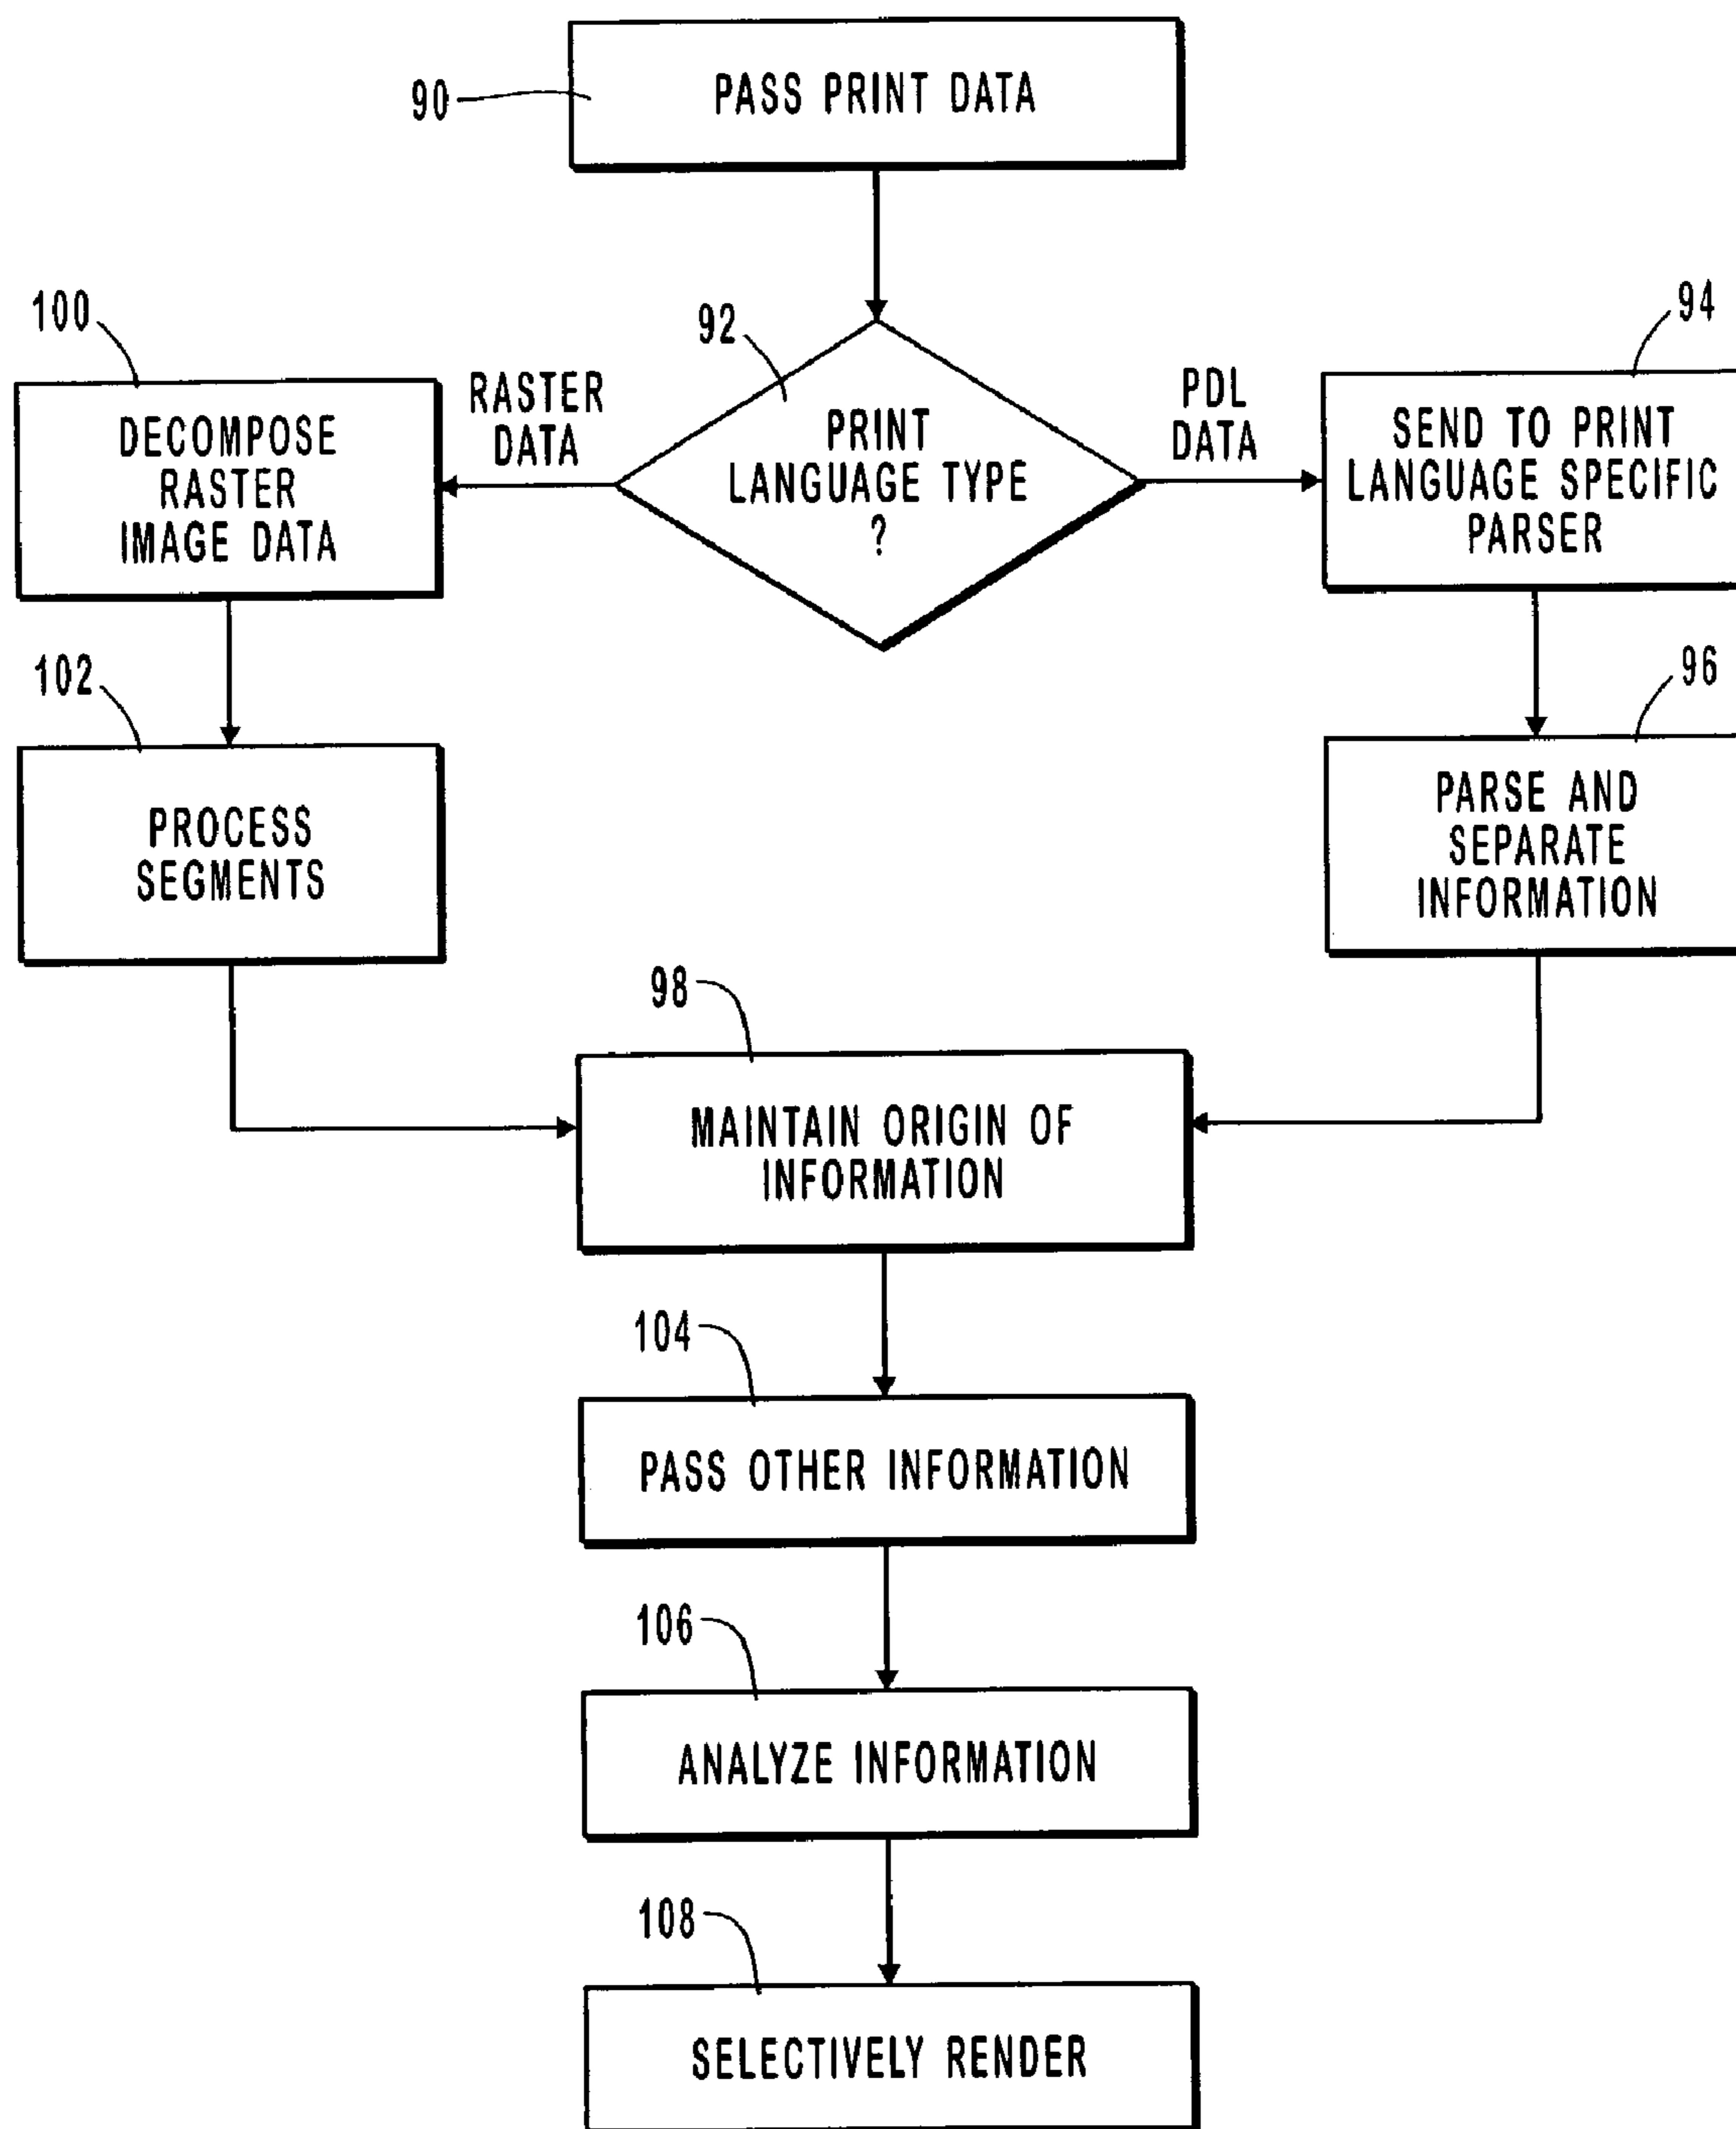 90
PASS PRINT DATA
100
92
94
RASTER
DATA
PDL
DATA
DECOMPOSE
RASTER
IMAGE DATA
PRINT
LANGUAGE TYPE
?
SEND TO PRINT
LANGUAGE SPECIFIC
PARSER
102
96
PROCESS
SEGMENTS
PARSE AND
SEPARATE
INFORMATION
98
MAINTAIN ORIGIN OF
INFORMATION
104
PASS OTHER INFORMATION
106
ANALYZE INFORMATION
108
SELECTIVELY RENDER